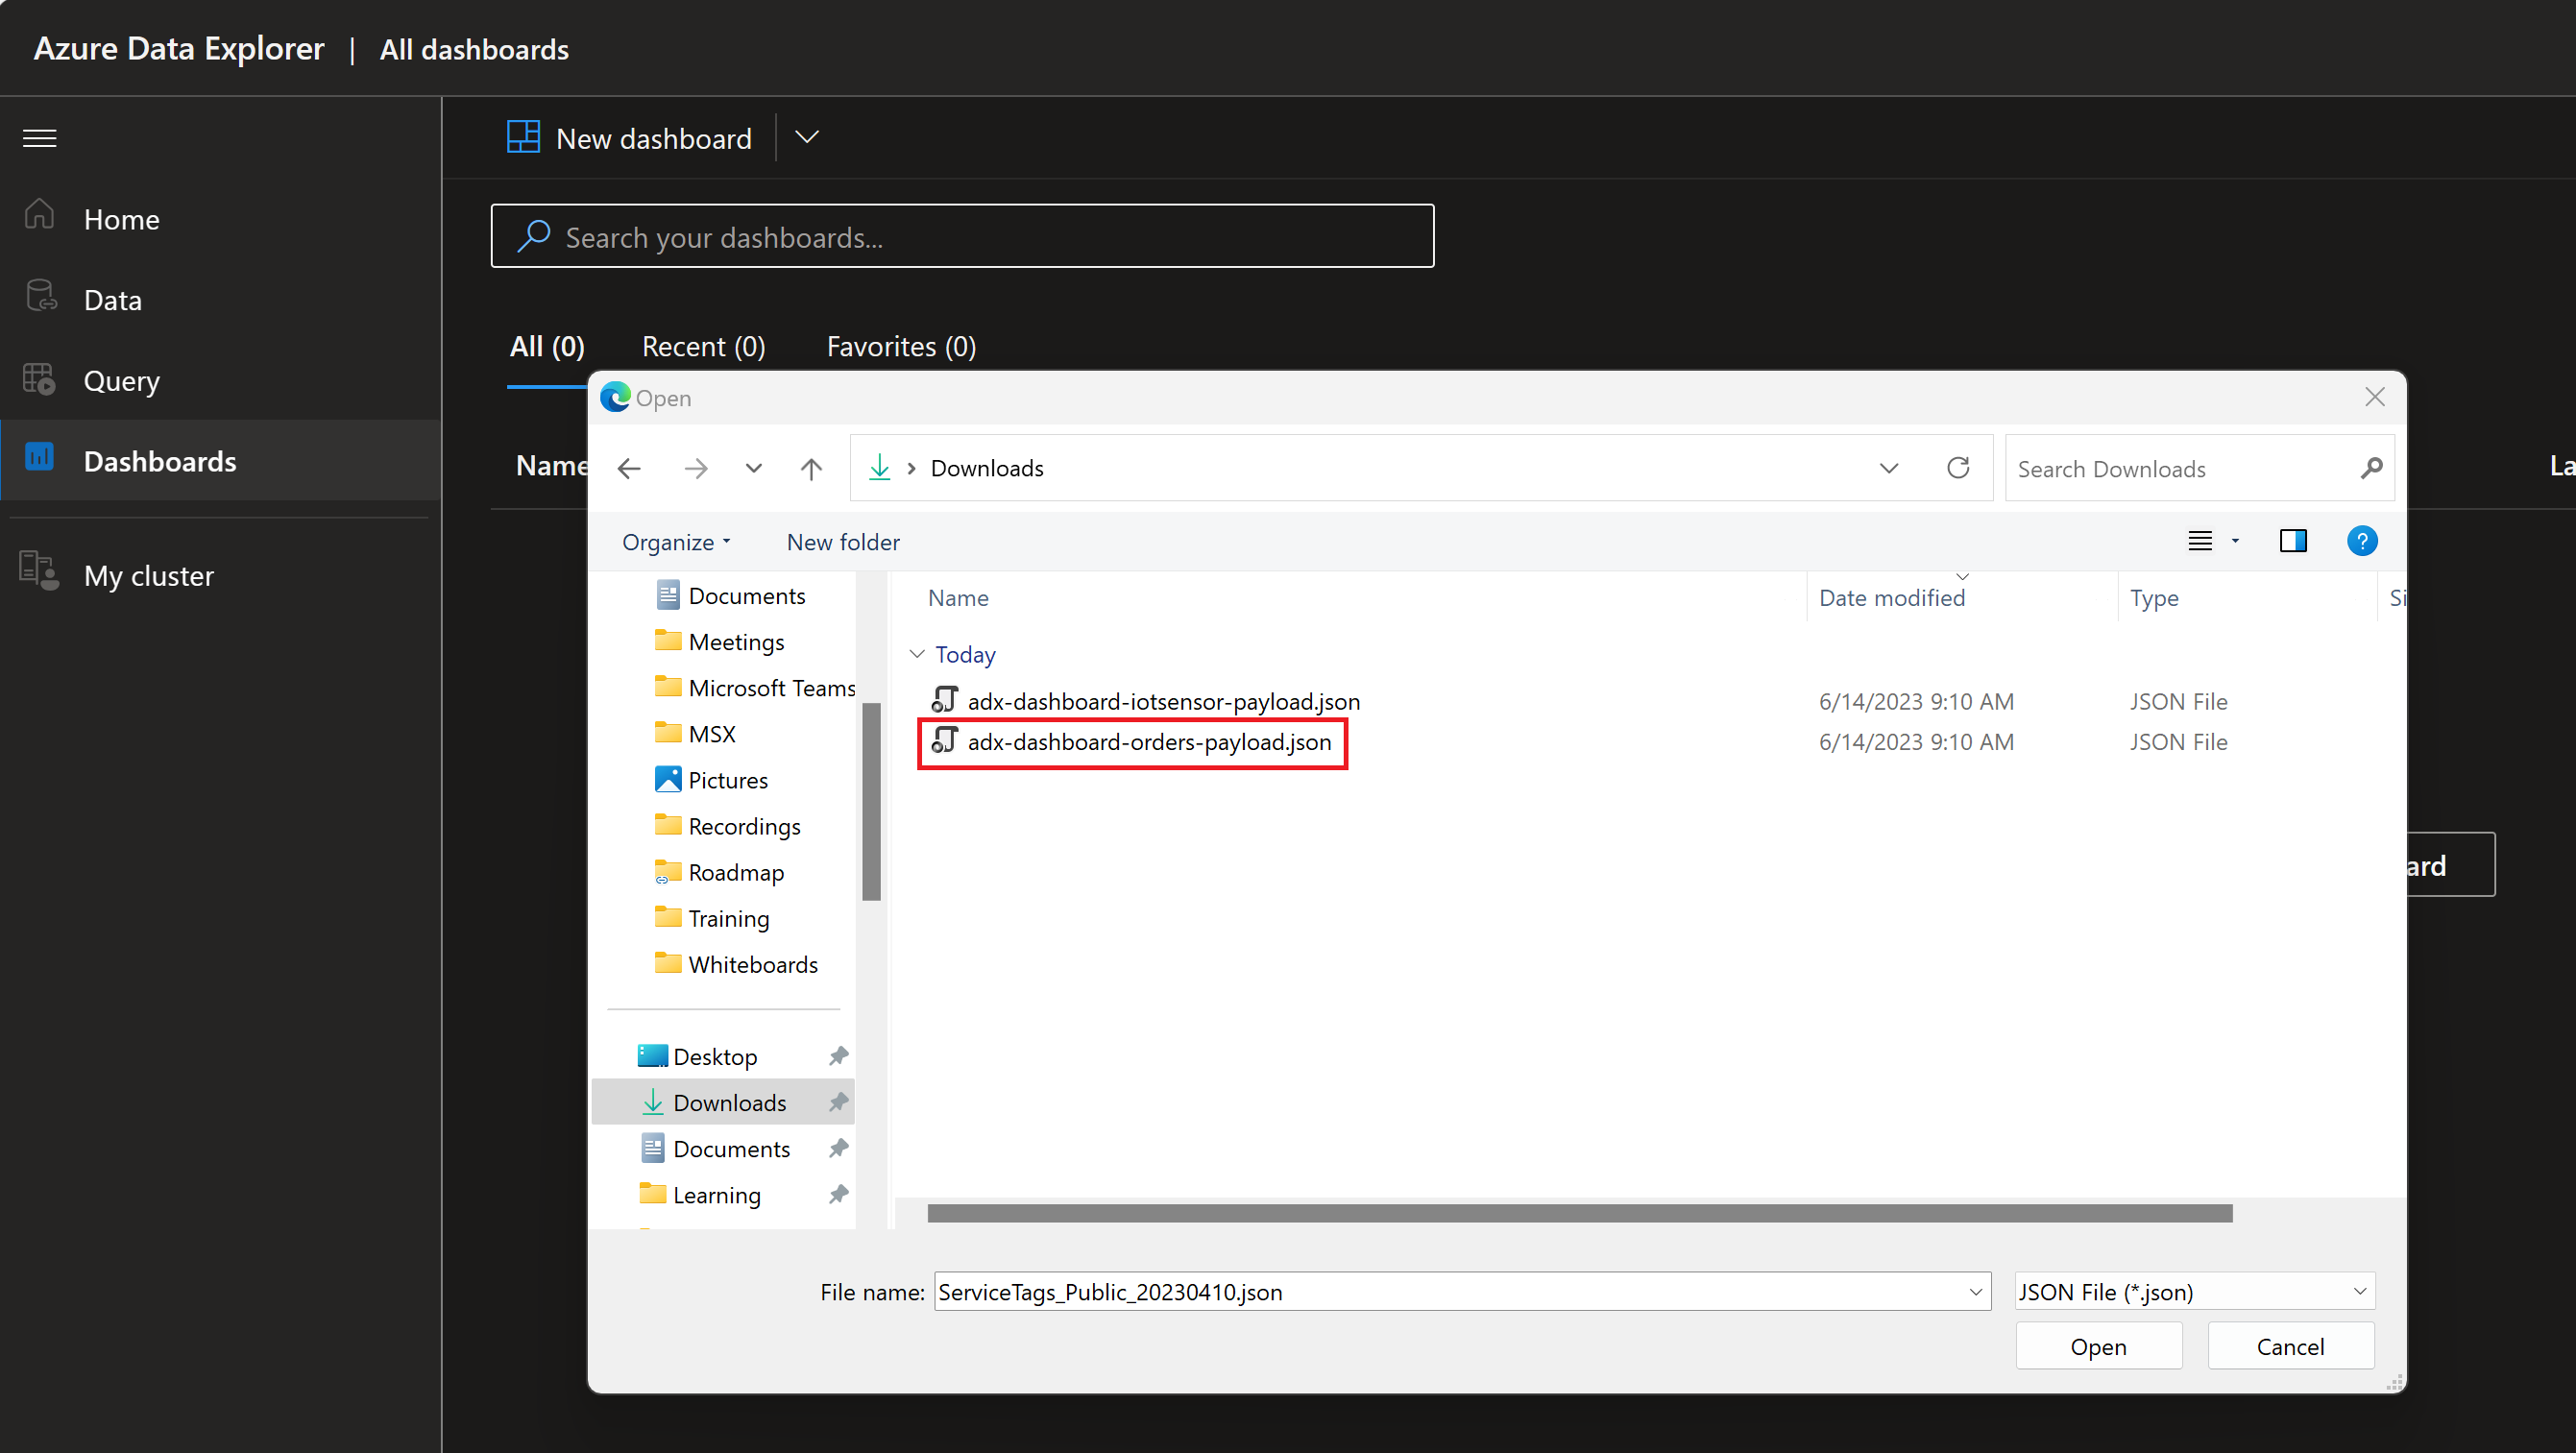 Azure Data Explorer | All dashboards
New dashboard
Home
Search your dashboards...
Data
All (0) Recent (0) Favorites (0)
Query
Dashboards
Name
My cluster
Open
Downloads
Search Downloads
Organize New folder
Documents
Meetings
Microsoft Teams
MSX
Pictures
Recordings
Roadmap
Training
Whiteboards
Desktop
Downloads
Documents
Learning
Name Date modified Type Si
Today
adx-dashboard-iotsensor-payload.json 6/14/2023 9:10 AM JSON File
adx-dashboard-orders-payload.json 6/14/2023 9:10 AM JSON File
File name: ServiceTags_Public_20230410.json JSON File (*.json)
Open Cancel
La
ard